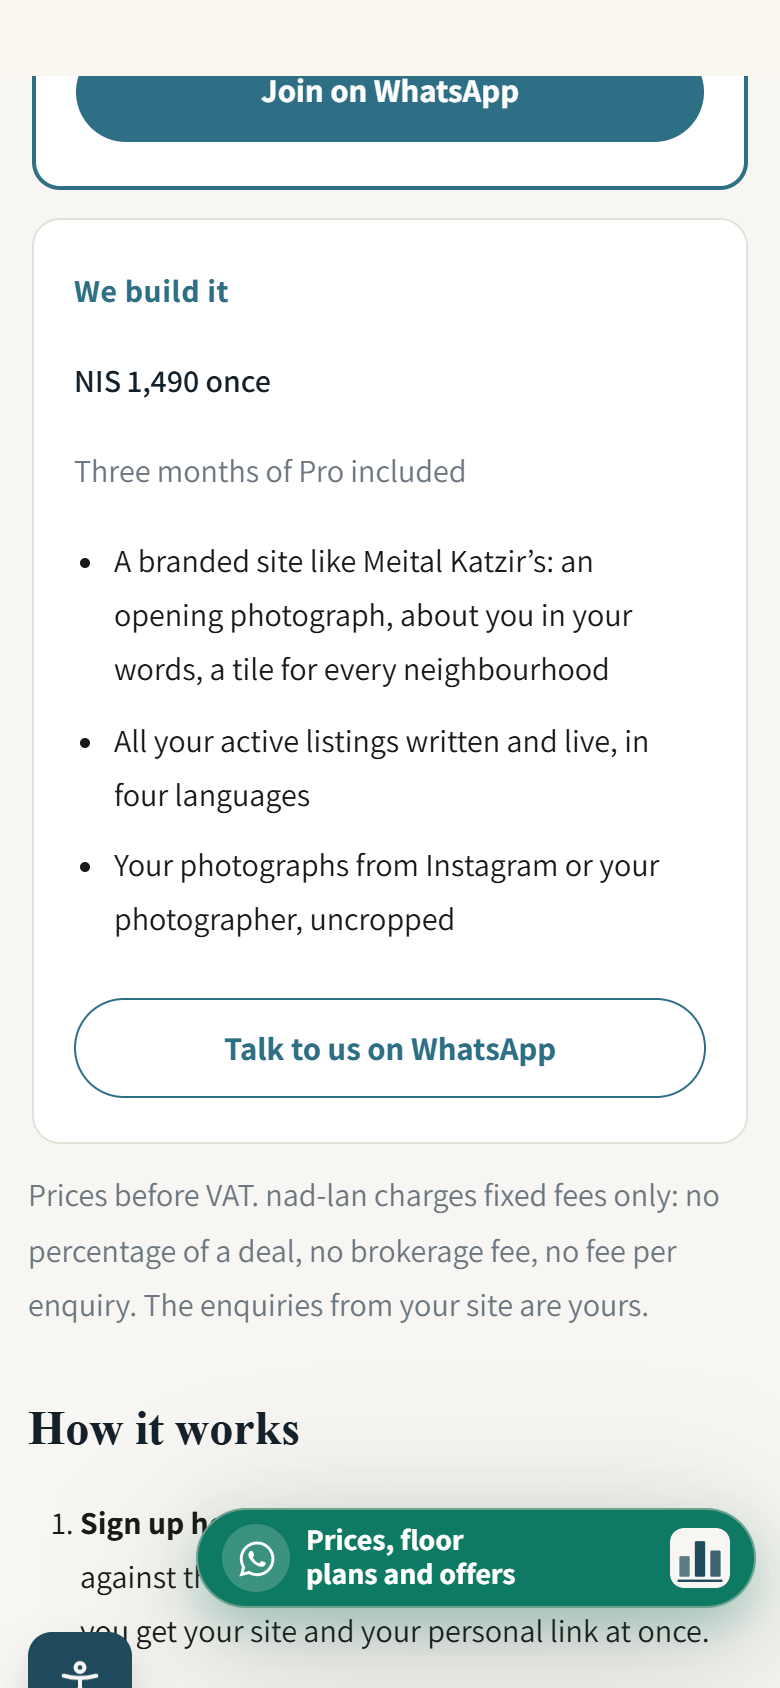 Join on WhatsApp
We build it
NIS 1,490 once
Three months of Pro included
• A branded site like Meital Katzir’s: an
opening photograph, about you in your
words, a tile for every neighbourhood
• All your active listings written and live, in
four languages
• Your photographs from Instagram or your
photographer, uncropped
Talk to us on WhatsApp
Prices before VAT. nad-lan charges fixed fees only: no
percentage of a deal, no brokerage fee, no fee per
enquiry. The enquiries from your site are yours.
How it works
1. Sign up
against
you get your site and your personal link at once.
Prices, floor
plans and offers